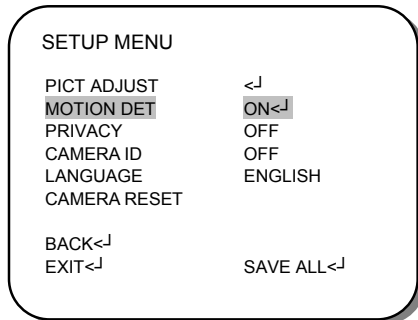 SETUP MENU
PICT ADJUST <┘
MOTION DET ON<┘
PRIVACY OFF
CAMERA ID OFF
LANGUAGE ENGLISH
CAMERA RESET
BACK<┘
EXIT<┘ SAVE ALL<┘